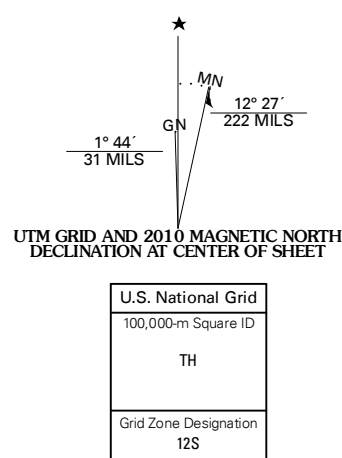 ★
MN
GN
12° 27´
222 MILS
1° 44´
31 MILS
UTM GRID AND 2010 MAGNETIC NORTH
DECLINATION AT CENTER OF SHEET
U.S. National Grid
100,000-m Square ID
TH
Grid Zone Designation
12S